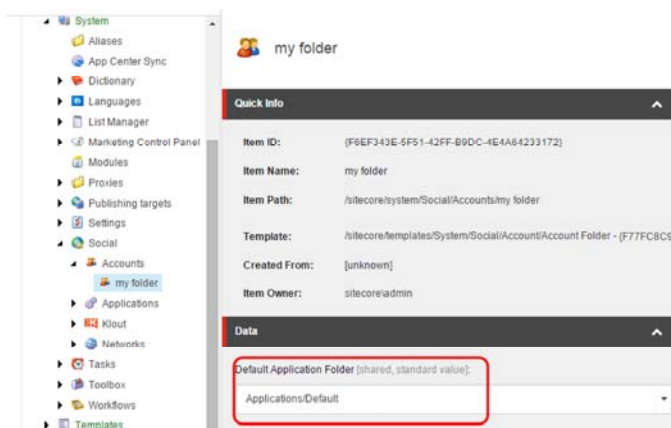 System
Aliases
App Center Sync
Dictionary
Languages
List Manager
Marketing Control Panel
Modules
Proxies
Publishing targets
Settings
Social
Accounts
my folder
Applications
Klout
Networks
Tasks
Toolbox
Workflows
Templates
my folder
Quick Info
Item ID: {F6EF343E-5F51-42FF-B9DC-4E4A64233172}
Item Name: my folder
Item Path: /sitecore/system/Social/Accounts/my folder
Template: /sitecore/templates/System/Social/Account/Account Folder - {F77FC8C9
Created From: [unknown]
Item Owner: sitecore\admin
Data
Default Application Folder [shared, standard value]:
Applications/Default